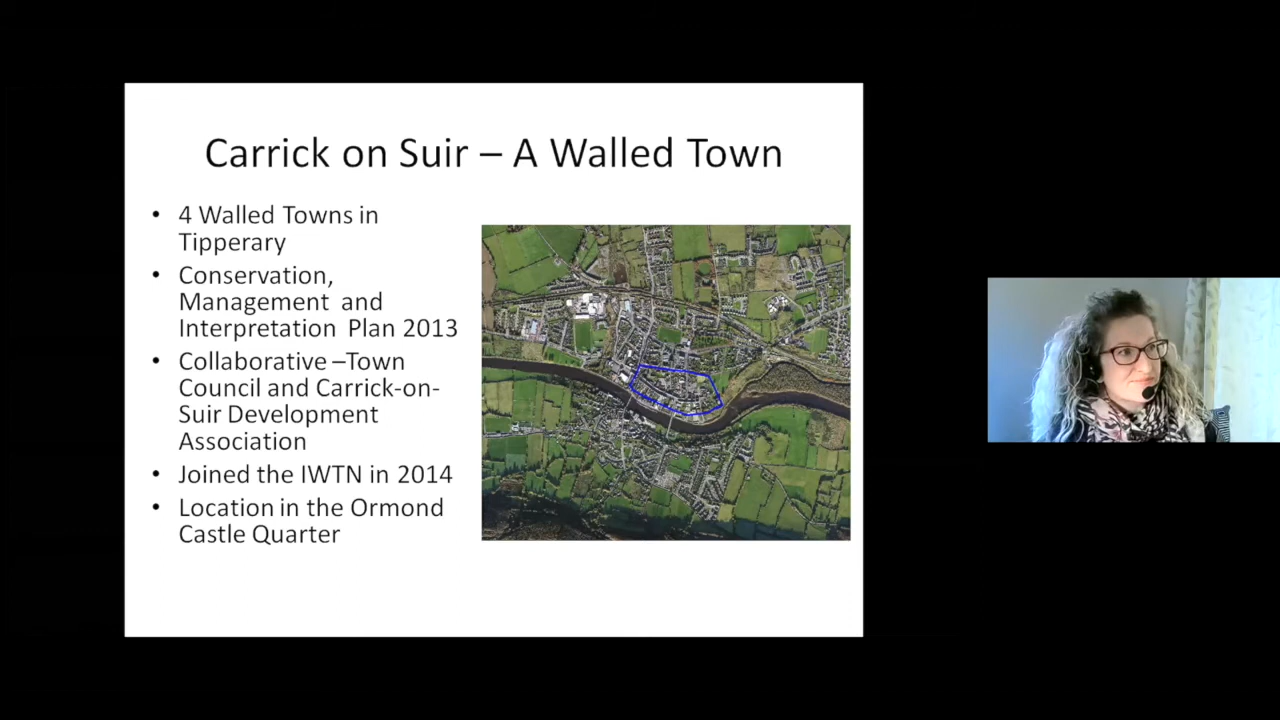 Carrick on Suir – A Walled Town
• 4 Walled Towns in
Tipperary
• Conservation,
Management and
Interpretation Plan 2013
• Collaborative –Town
Council and Carrick-on-
Suir Development
Association
• Joined the IWTN in 2014
• Location in the Ormond
Castle Quarter